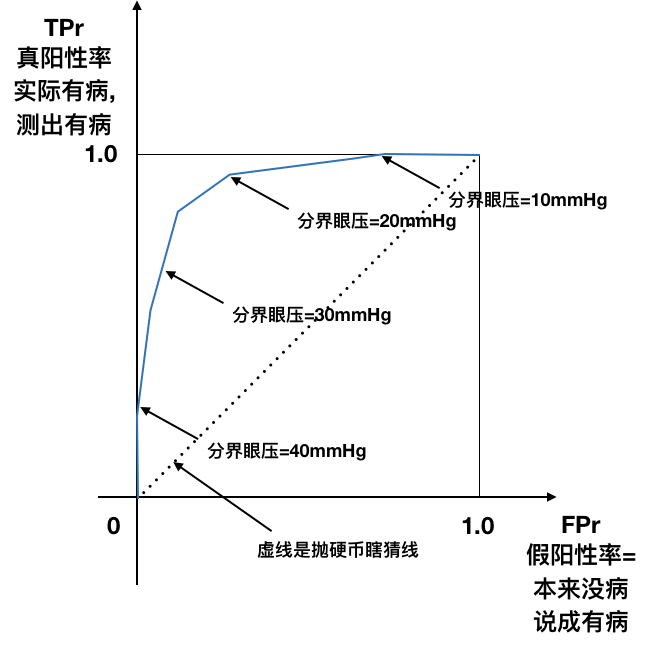 TPr
真阳性率
实际有病,
测出有病
1.0
分界眼压=10mmHg
分界眼压=20mmHg
分界眼压=30mmHg
分界眼压=40mmHg
0
1.0
虚线是抛硬币瞎猜线
FPr
假阳性率=
本来没病
说成有病